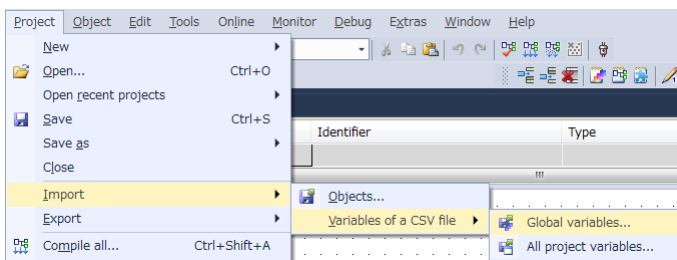 Project Object Edit Tools Online Monitor Debug Extras Window Help
New
Open... Ctrl+O
Open recent projects
Save Ctrl+S
Save as
Identifier Type
Close
Import
Objects...
Export
Variables of a CSV file
Global variables...
Compile all... Ctrl+Shift+A
All project variables...